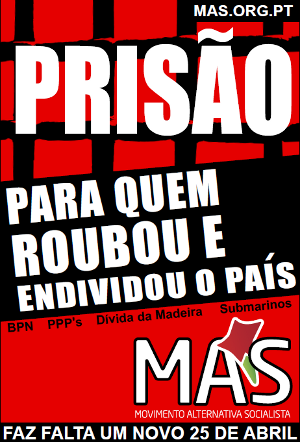 MAS.ORG.PT
PRISÃO
PARA QUEM
ROUBOU E
ENDIVIDOU O PAÍS
BPN PPP's Dívida da Madeira Submarinos
MAS
MOVIMENTO ALTERNATIVA SOCIALISTA
FAZ FALTA UM NOVO 25 DE ABRIL